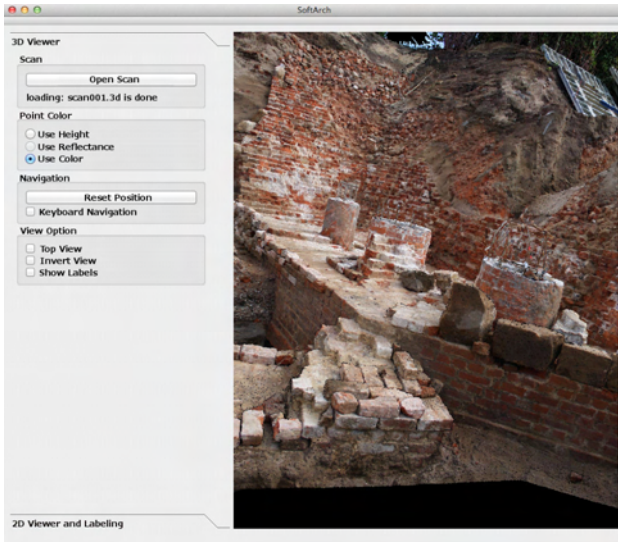 SoftArch
3D Viewer
Scan
Open Scan
loading: scan001.3d is done
Point Color
Use Height
Use Reflectance
Use Color
Navigation
Reset Position
Keyboard Navigation
View Option
Top View
Invert View
Show Labels
2D Viewer and Labeling